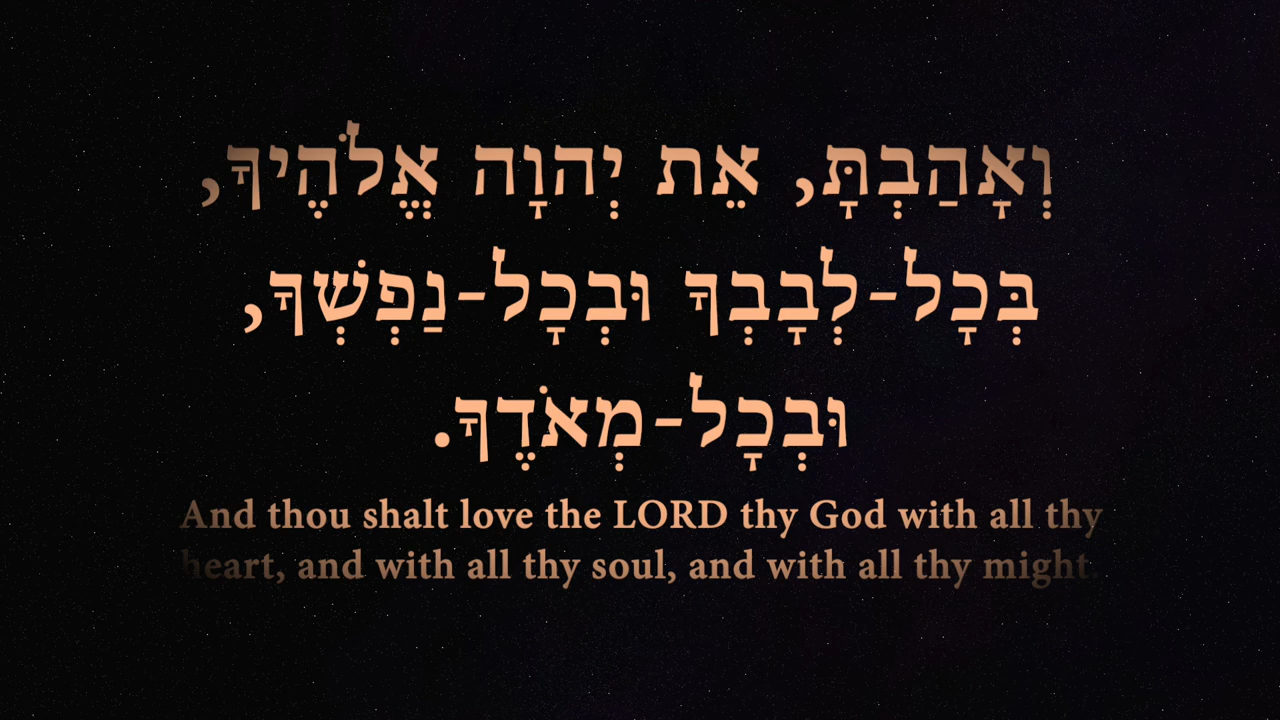 וְאָהַבְתָּ, אֵת יְהוָה אֱלֹהֶיךָ,
בְּכָל-לְבָבְךָ וּבְכָל-נַפְשְׁךָ,
וּבְכָל-מְאֹדֶךָ.
And thou shalt love the LORD thy God with all thy
heart, and with all thy soul, and with all thy might.